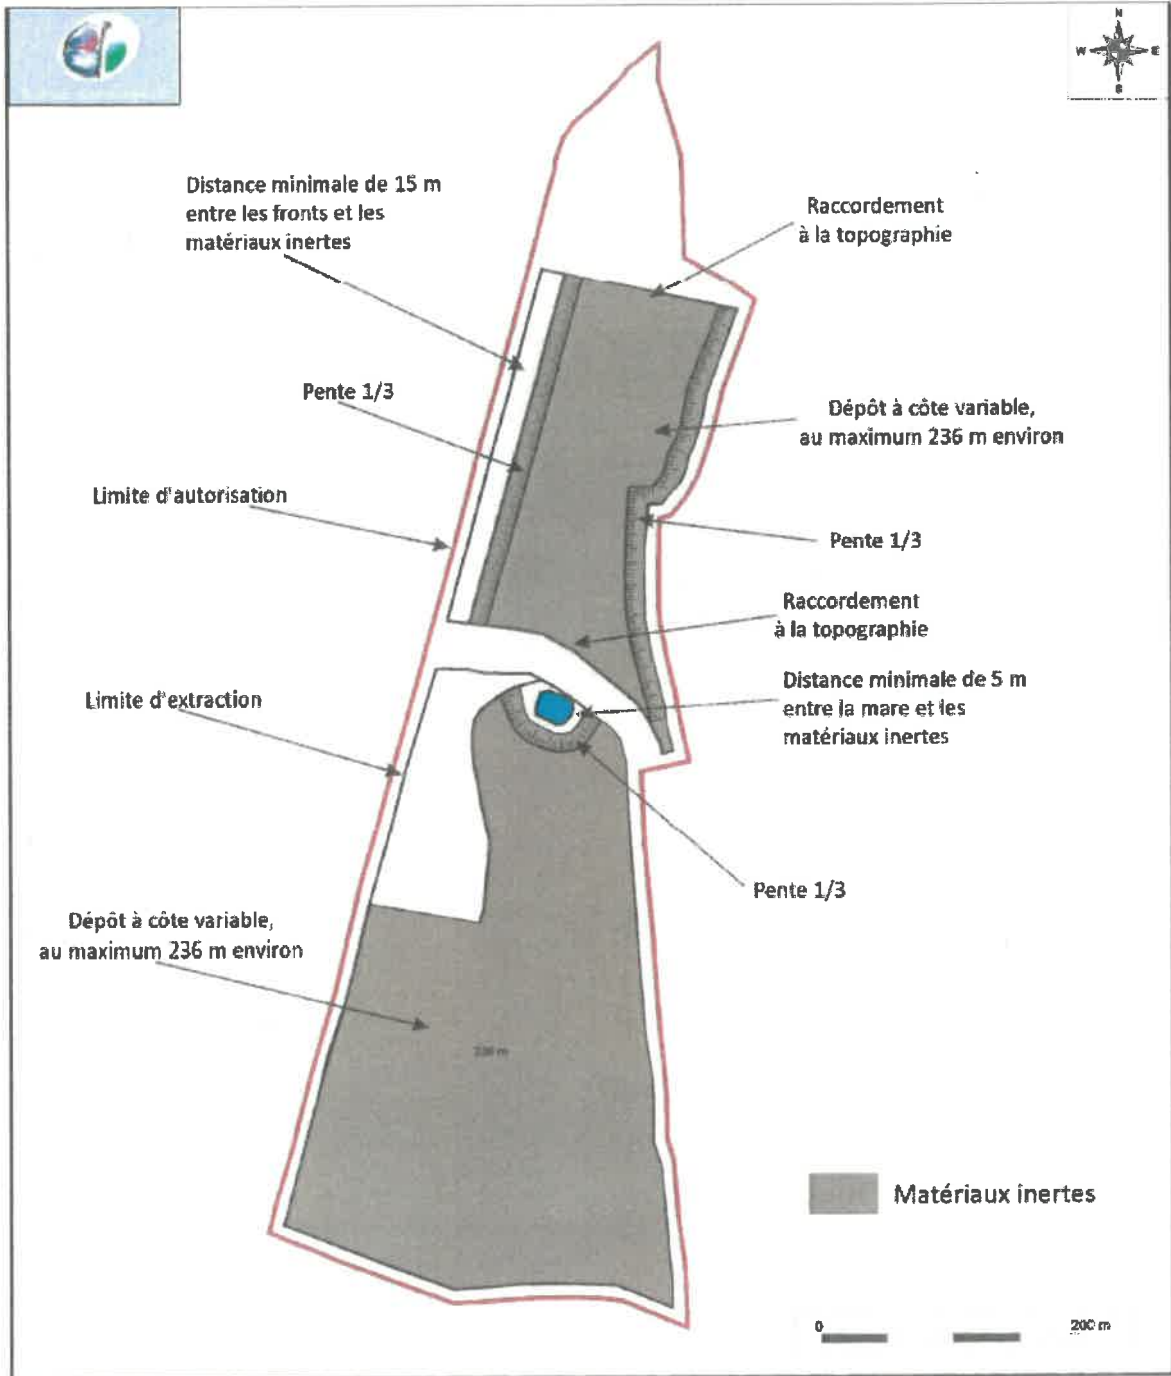 N
W E
S
Distance minimale de 15 m
entre les fronts et les
matériaux inertes
Raccordement
à la topographie
Pente 1/3
Dépôt à côte variable,
au maximum 236 m environ
Limite d'autorisation
Pente 1/3
Raccordement
à la topographie
Limite d'extraction
Distance minimale de 5 m
entre la mare et les
matériaux inertes
Pente 1/3
Dépôt à côte variable,
au maximum 236 m environ
236 m
Matériaux inertes
0 200 m